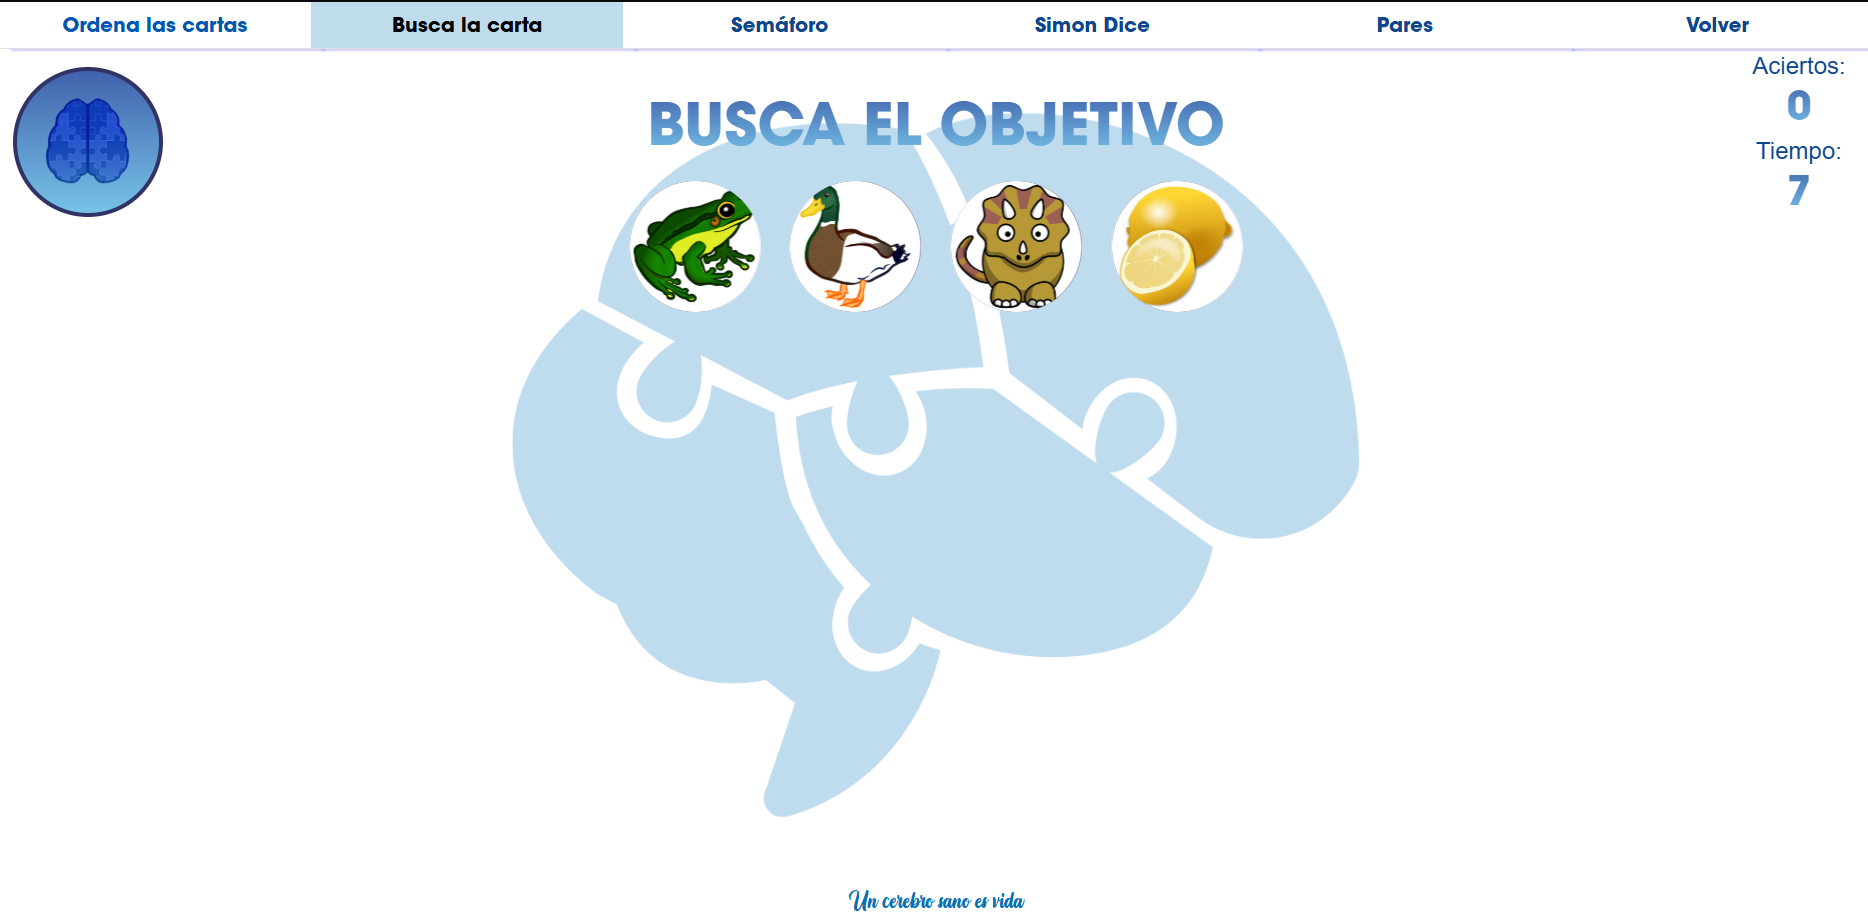 Ordena las cartas
Busca la carta
Semáforo
Simon Dice
Pares
Volver
Aciertos:
0
Tiempo:
7
BUSCA EL OBJETIVO
Un cerebro sano es vida